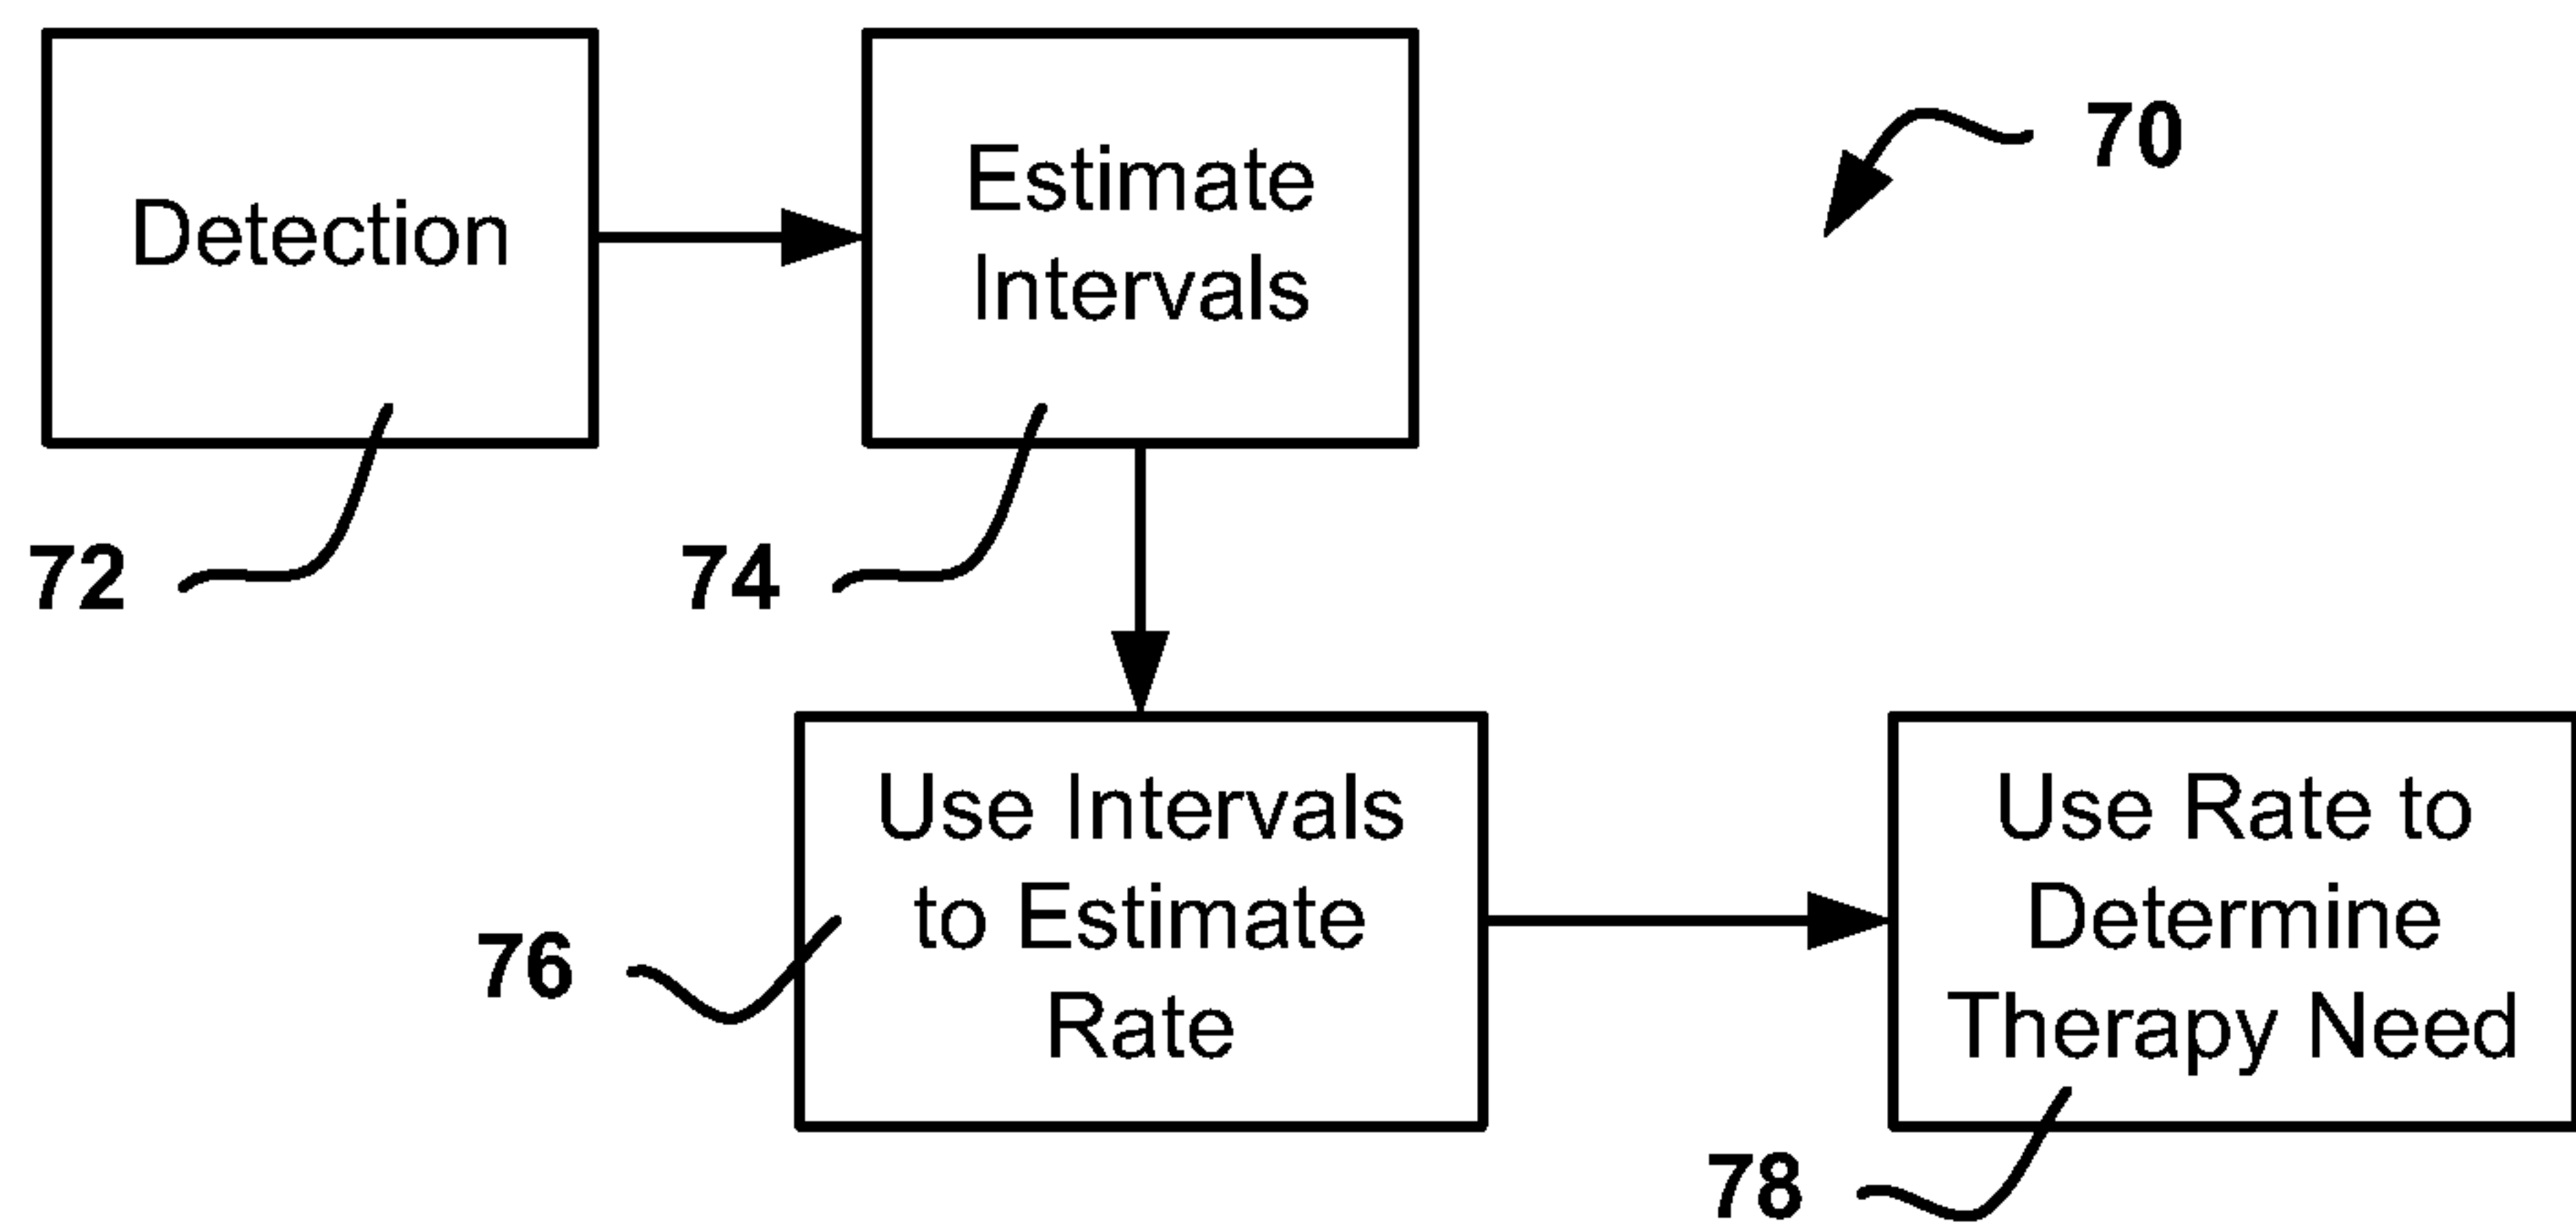 Detection
Estimate
Intervals
70
72
74
Use Intervals
to Estimate
Rate
76
Use Rate to
Determine
Therapy Need
78